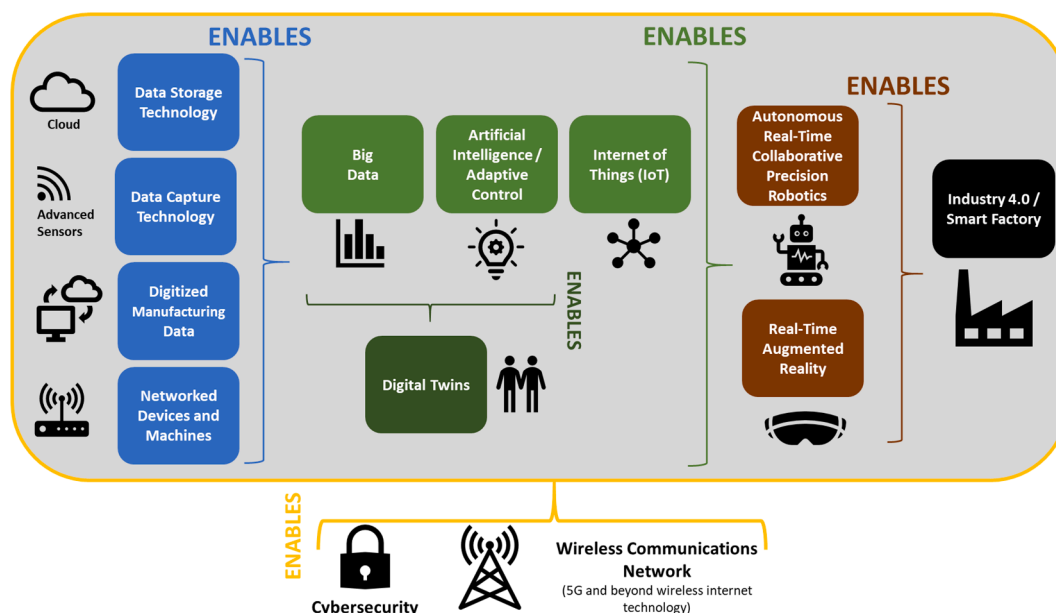 ENABLES
ENABLES
ENABLES
Cloud
Data Storage
Technology
Advanced
Sensors
Data Capture
Technology
Digitized
Manufacturing
Data
Networked
Devices and
Machines
Big
Data
Artificial
Intelligence /
Adaptive
Control
Internet of
Things (IoT)
ENABLES
Digital Twins
Autonomous
Real-Time
Collaborative
Precision
Robotics
Real-Time
Augmented
Reality
Industry 4.0 /
Smart Factory
ENABLES
Cybersecurity
Wireless Communications
Network
(5G and beyond wireless internet
technology)